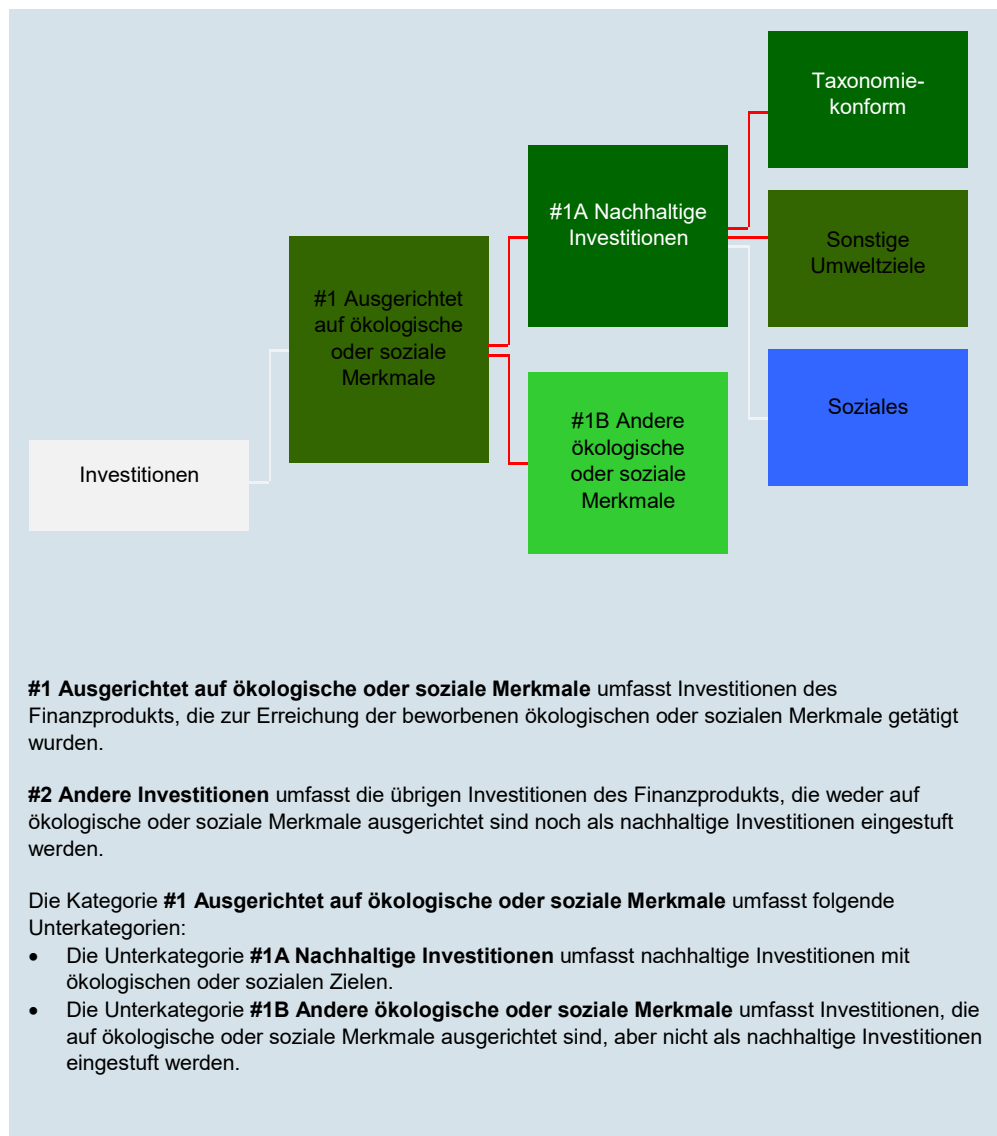 Taxonomie-
konform
#1A Nachhaltige
Investitionen
Sonstige
Umweltziele
#1 Ausgerichtet
auf ökologische
oder soziale
Merkmale
Soziales
#1B Andere
ökologische
oder soziale
Merkmale
Investitionen
#1 Ausgerichtet auf ökologische oder soziale Merkmale umfasst Investitionen des
Finanzprodukts, die zur Erreichung der beworbenen ökologischen oder sozialen Merkmale getätigt
wurden.
#2 Andere Investitionen umfasst die übrigen Investitionen des Finanzprodukts, die weder auf
ökologische oder soziale Merkmale ausgerichtet sind noch als nachhaltige Investitionen eingestuft
werden.
Die Kategorie #1 Ausgerichtet auf ökologische oder soziale Merkmale umfasst folgende
Unterkategorien:
• Die Unterkategorie #1A Nachhaltige Investitionen umfasst nachhaltige Investitionen mit
ökologischen oder sozialen Zielen.
• Die Unterkategorie #1B Andere ökologische oder soziale Merkmale umfasst Investitionen, die
auf ökologische oder soziale Merkmale ausgerichtet sind, aber nicht als nachhaltige Investitionen
eingestuft werden.